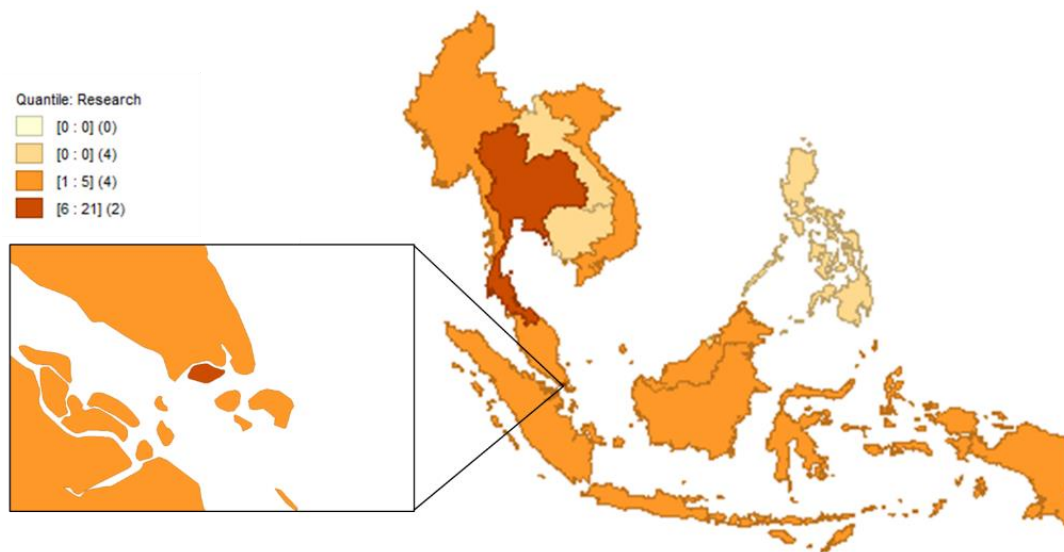 Quantile: Research
[0 : 0] (0)
[0 : 0] (4)
[1 : 5] (4)
[6 : 21] (2)